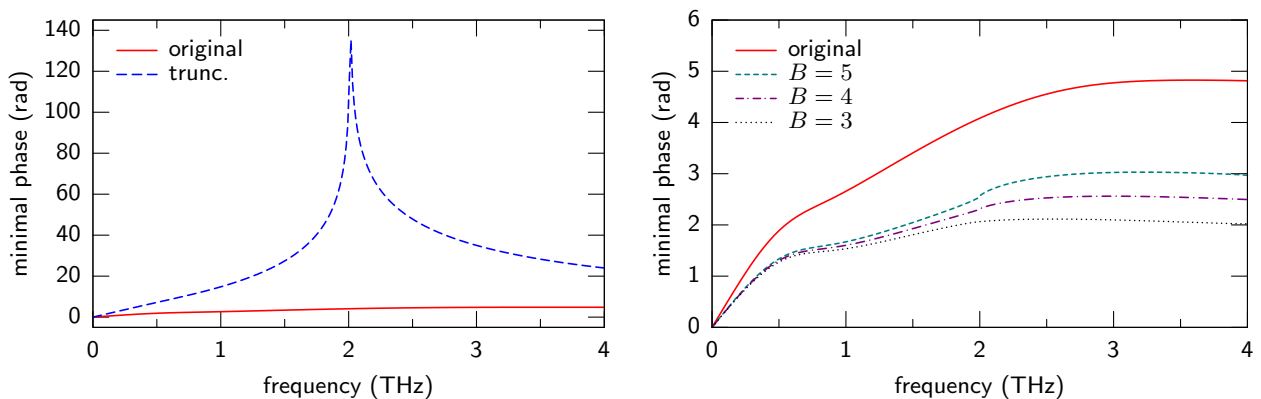 140
120
100
80
60
40
20
0
minimal phase (rad)
original
trunc.
0 1 2 3 4
frequency (THz)
6
5
4
3
2
1
0
minimal phase (rad)
original
B = 5
B = 4
B = 3
0 1 2 3 4
frequency (THz)